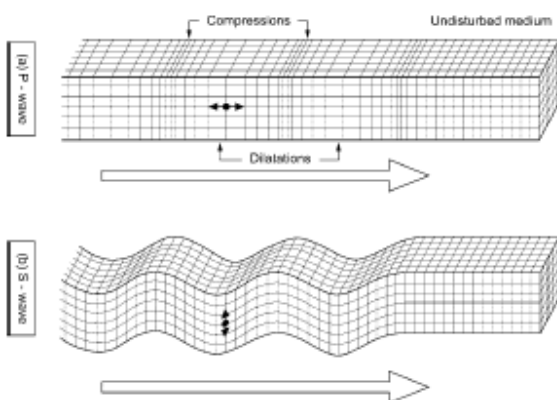 Compressions
Undisturbed medium
(a) P - wave
Dilatations
(b) S - wave